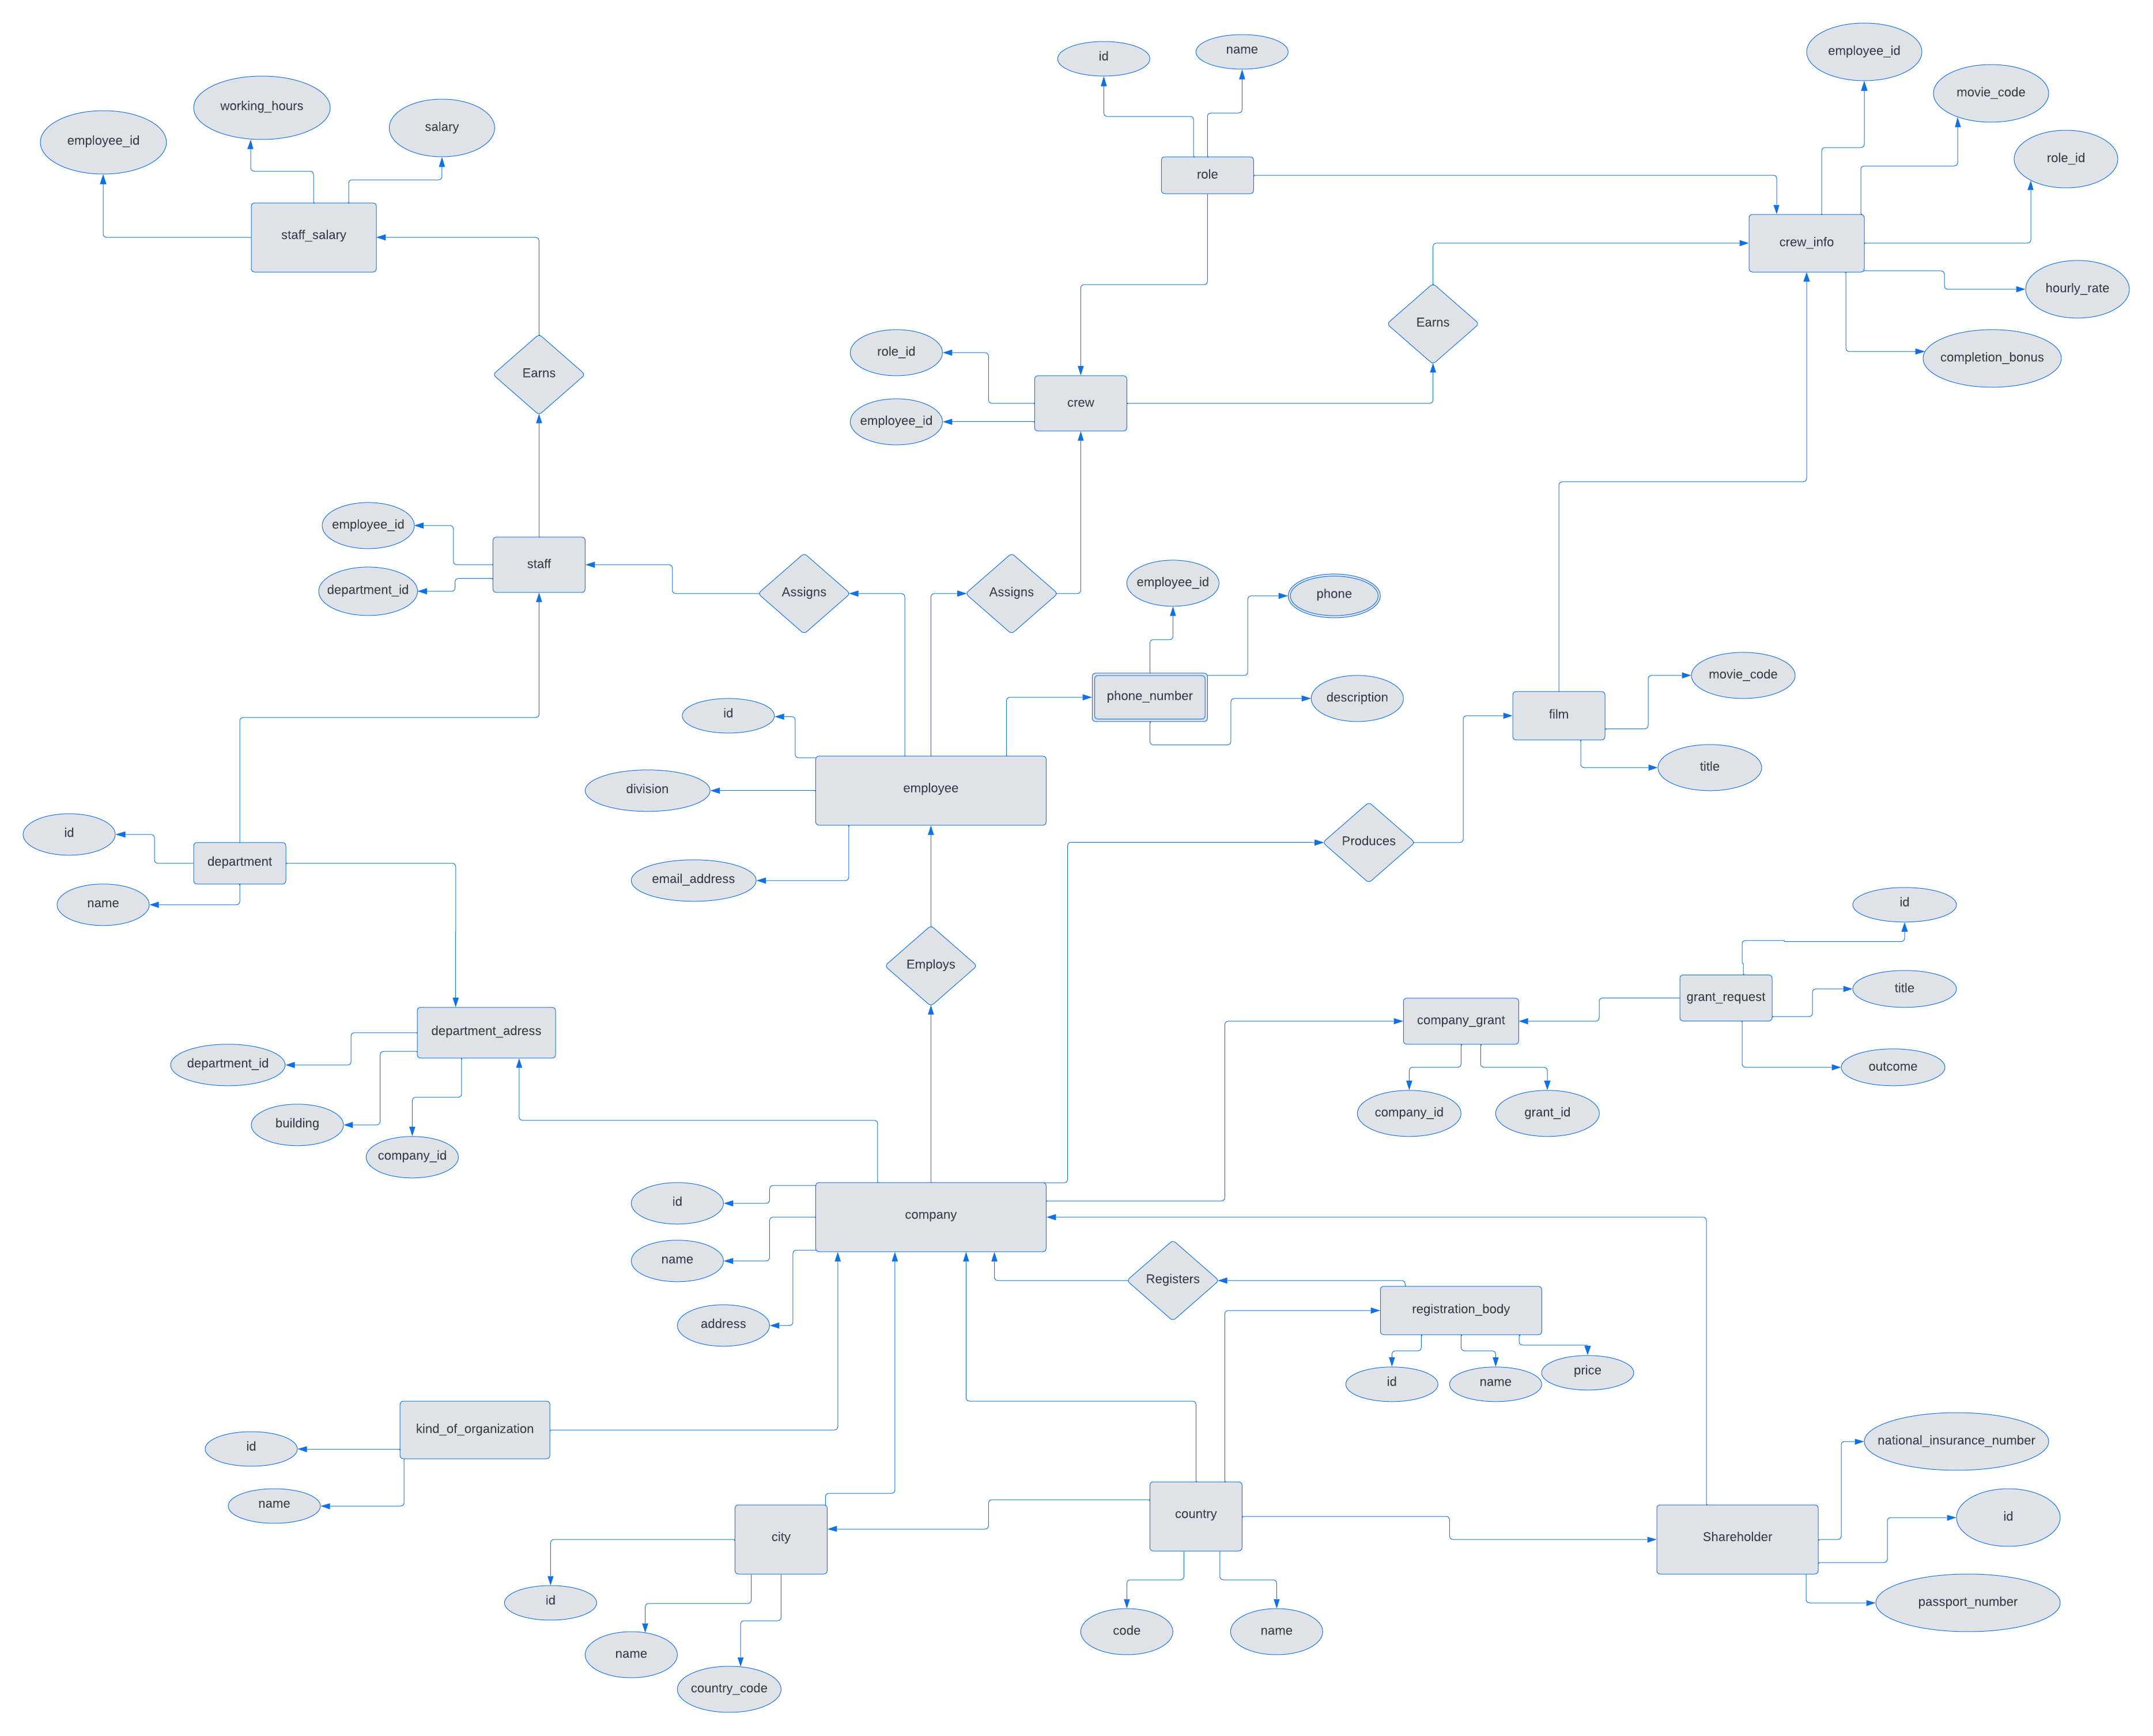 id
name
employee_id
movie_code
working_hours
salary
employee_id
role_id
role
staff_salary
crew_info
hourly_rate
Earns
completion_bonus
role_id
Earns
crew
employee_id
employee_id
staff
department_id
Assigns
Assigns
employee_id
phone
phone_number
description
movie_code
id
film
title
division
employee
id
department
name
email_address
Produces
id
Employs
title
grant_request
company_grant
department_adress
department_id
outcome
building
company_id
company_id
grant_id
id
company
name
Registers
address
registration_body
id
name
price
kind_of_organization
id
name
national_insurance_number
id
country
city
Shareholder
id
name
country_code
code
name
passport_number